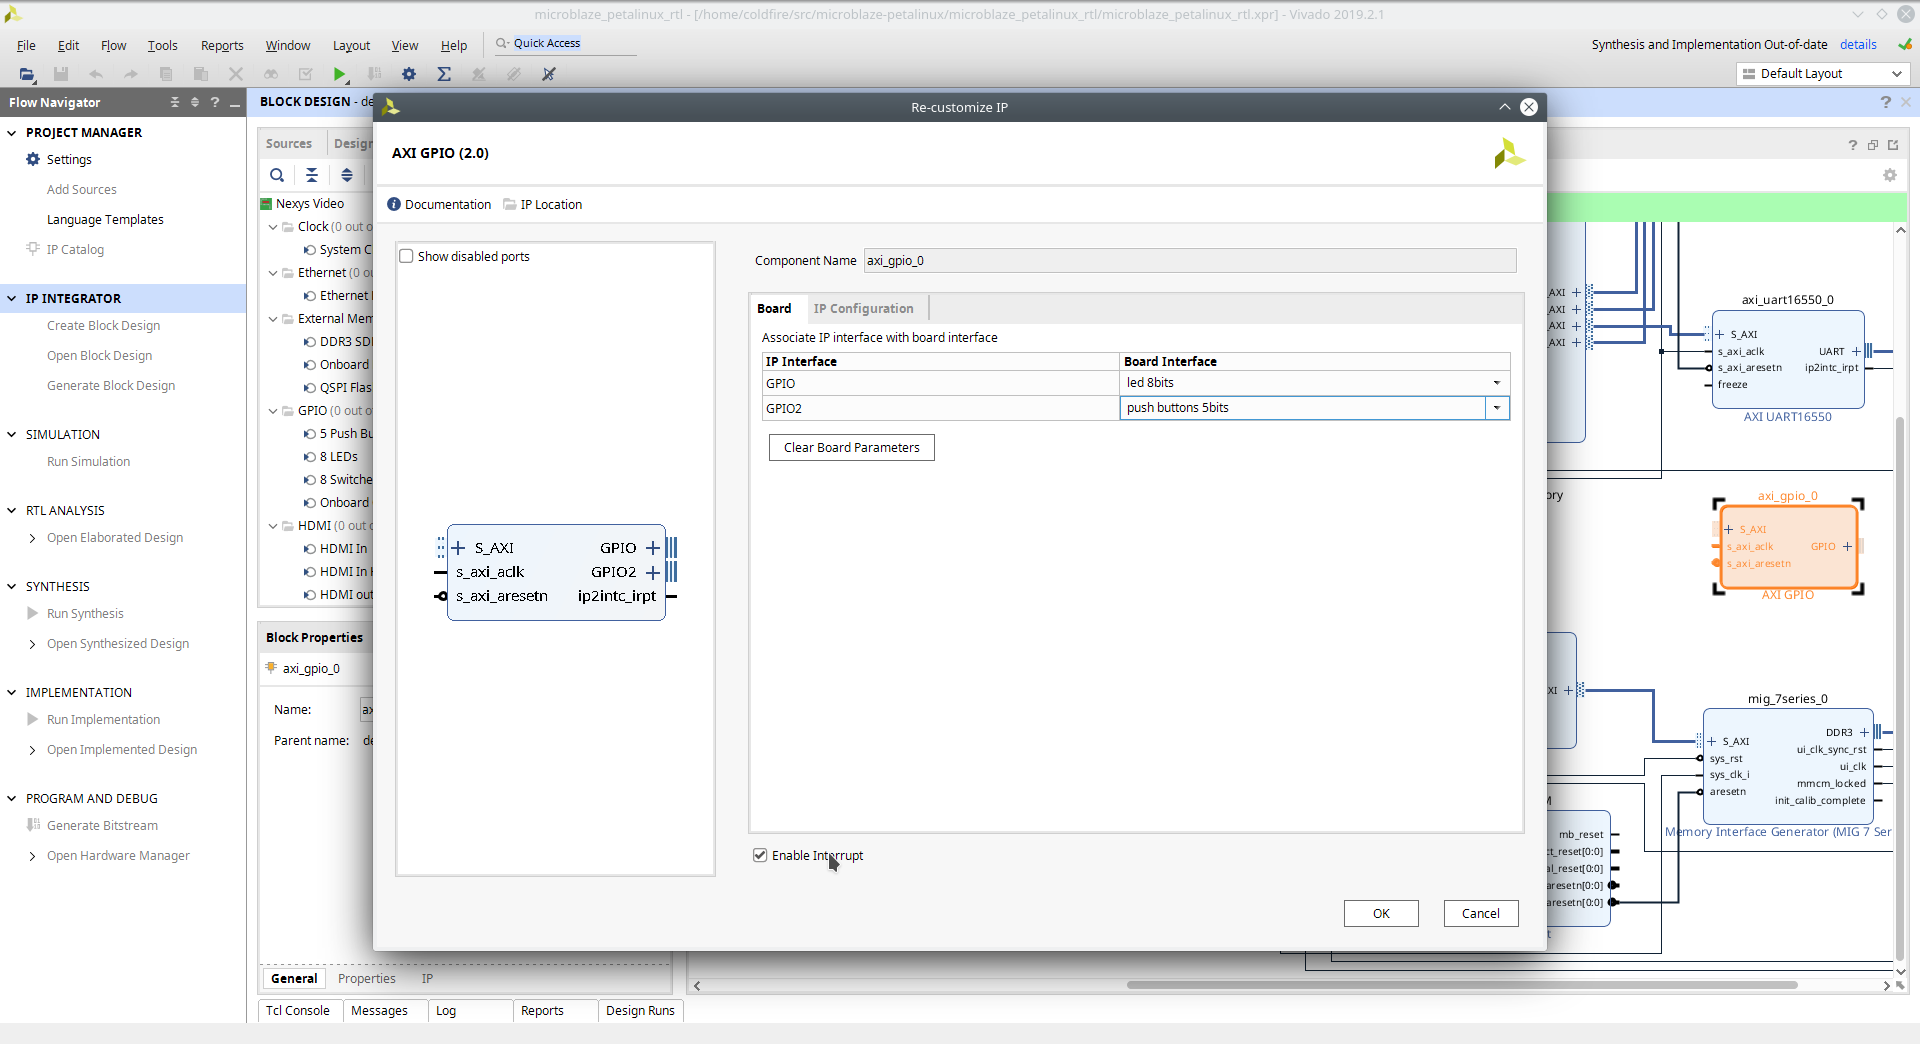 microblaze_petalinux_rtl - [/home/coldfire/src/microblaze-petalinux/microblaze_petalinux_rtl/microblaze_petalinux_rtl.xpr] - Vivado 2019.2.1
File Edit Flow Tools Reports Window Layout View Help Quick Access
Synthesis and Implementation Out-of-date details
Default Layout
Flow Navigator
PROJECT MANAGER
Settings
Add Sources
Language Templates
IP Catalog
IP INTEGRATOR
Create Block Design
Open Block Design
Generate Block Design
SIMULATION
Run Simulation
RTL ANALYSIS
Open Elaborated Design
SYNTHESIS
Run Synthesis
Open Synthesized Design
IMPLEMENTATION
Run Implementation
Open Implemented Design
PROGRAM AND DEBUG
Generate Bitstream
Open Hardware Manager
BLOCK DESIGN - de
Sources Design
Nexys Video
Clock (0 out o
System C
Ethernet (0 ou
Ethernet
External Mem
DDR3 SD
Onboard
QSPI Flas
GPIO (0 out o
5 Push Bu
8 LEDs
8 Switche
Onboard
HDMI (0 out o
HDMI In
HDMI In
HDMI out
Block Properties
axi_gpio_0
Name: ax
Parent name: de
General Properties IP
Tcl Console Messages Log Reports Design Runs
Re-customize IP
AXI GPIO (2.0)
Documentation IP Location
Show disabled ports
S_AXI GPIO
s_axi_aclk GPIO2
s_axi_aresetn ip2intc_irpt
Component Name axi_gpio_0
Board IP Configuration
Associate IP interface with board interface
IP Interface Board Interface
GPIO led 8bits
GPIO2 push buttons 5bits
Clear Board Parameters
Enable Interrupt
OK Cancel
_AXI
_AXI
_AXI
_AXI
axi_uart16550_0
S_AXI
s_axi_aclk UART
s_axi_aresetn ip2intc_irpt
freeze
AXI UART16550
ory
axi_gpio_0
S_AXI
s_axi_aclk GPIO
s_axi_aresetn
AXI GPIO
XI
mig_7series_0
DDR3
S_AXI ui_clk_sync_rst
sys_rst ui_clk
sys_clk_i mmcm_locked
aresetn init_calib_complete
Memory Interface Generator (MIG 7 Ser
mb_reset
ct_reset[0:0]
al_reset[0:0]
aresetn[0:0]
aresetn[0:0]